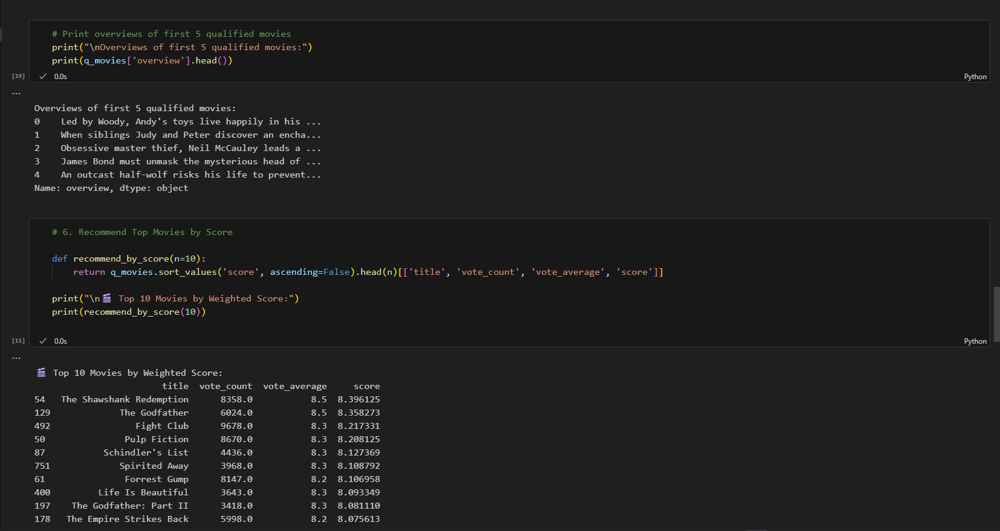 # Print overviews of first 5 qualified movies
print("\nOverviews of first 5 qualified movies:")
print(q_movies['overview'].head())
[19] ✓ 0.0s Python
...
Overviews of first 5 qualified movies:
0    Led by Woody, Andy's toys live happily in his ...
1    When siblings Judy and Peter discover an encha...
2    Obsessive master thief, Neil McCauley leads a ...
3    James Bond must unmask the mysterious head of ...
4    An outcast half-wolf risks his life to prevent...
Name: overview, dtype: object
# 6. Recommend Top Movies by Score
def recommend_by_score(n=10):
    return q_movies.sort_values('score', ascending=False).head(n)[['title', 'vote_count', 'vote_average', 'score']]
print("\n🎬 Top 10 Movies by Weighted Score:")
print(recommend_by_score(10))
[11] ✓ 0.0s Python
...
🎬 Top 10 Movies by Weighted Score:
title  vote_count  vote_average     score
54   The Shawshank Redemption      8358.0           8.5  8.396125
129             The Godfather      6024.0           8.5  8.358273
492                Fight Club      9678.0           8.3  8.217331
50               Pulp Fiction      8670.0           8.3  8.208125
87           Schindler's List      4436.0           8.3  8.127369
751             Spirited Away      3968.0           8.3  8.108792
61               Forrest Gump      8147.0           8.2  8.106958
400         Life Is Beautiful      3643.0           8.3  8.093349
197    The Godfather: Part II      3418.0           8.3  8.081110
178   The Empire Strikes Back      5998.0           8.2  8.075613